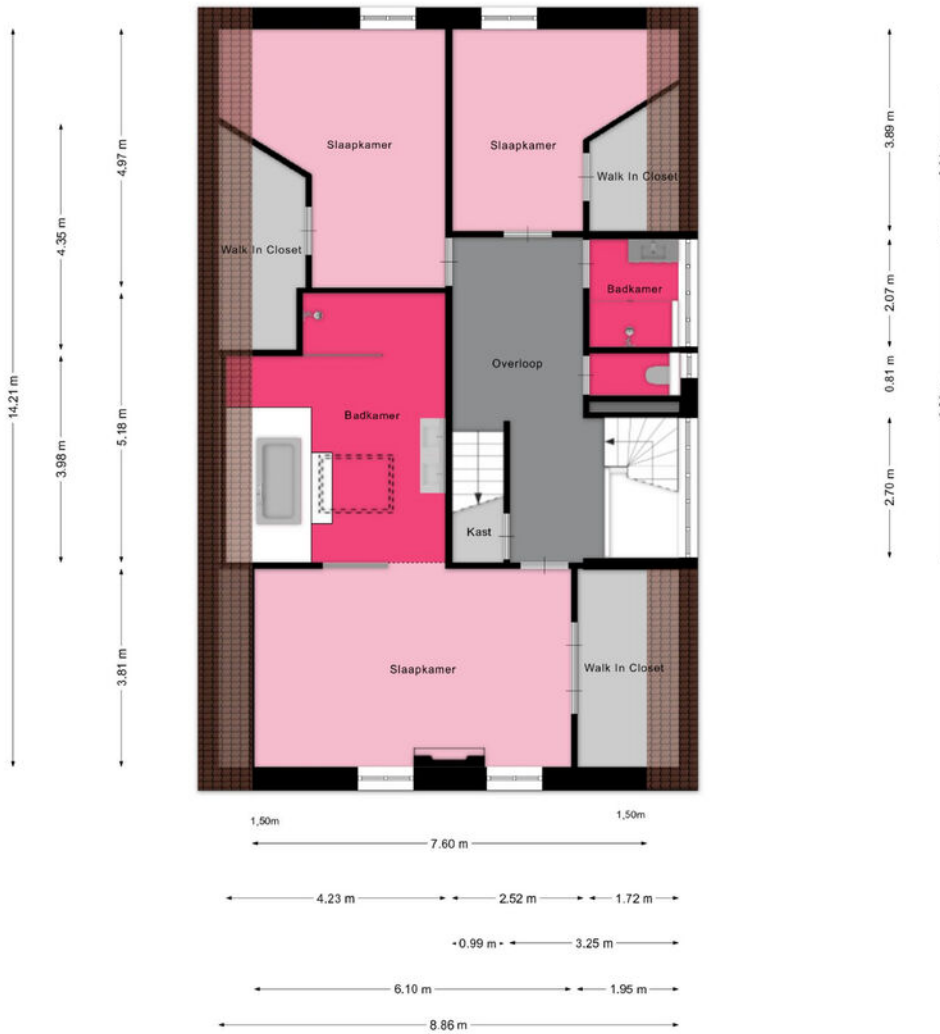 Slaapkamer
Slaapkamer
Walk In Closet
Walk In Closet
Badkamer
Overloop
Badkamer
Kast
Slaapkamer
Walk In Closet
14.21 m
4.35 m
3.98 m
4.97 m
5.18 m
3.81 m
3.89 m
2.07 m
0.81 m
2.70 m
1,50m
1,50m
7.60 m
4.23 m
2.52 m
1.72 m
0.99 m
3.25 m
6.10 m
1.95 m
8.86 m